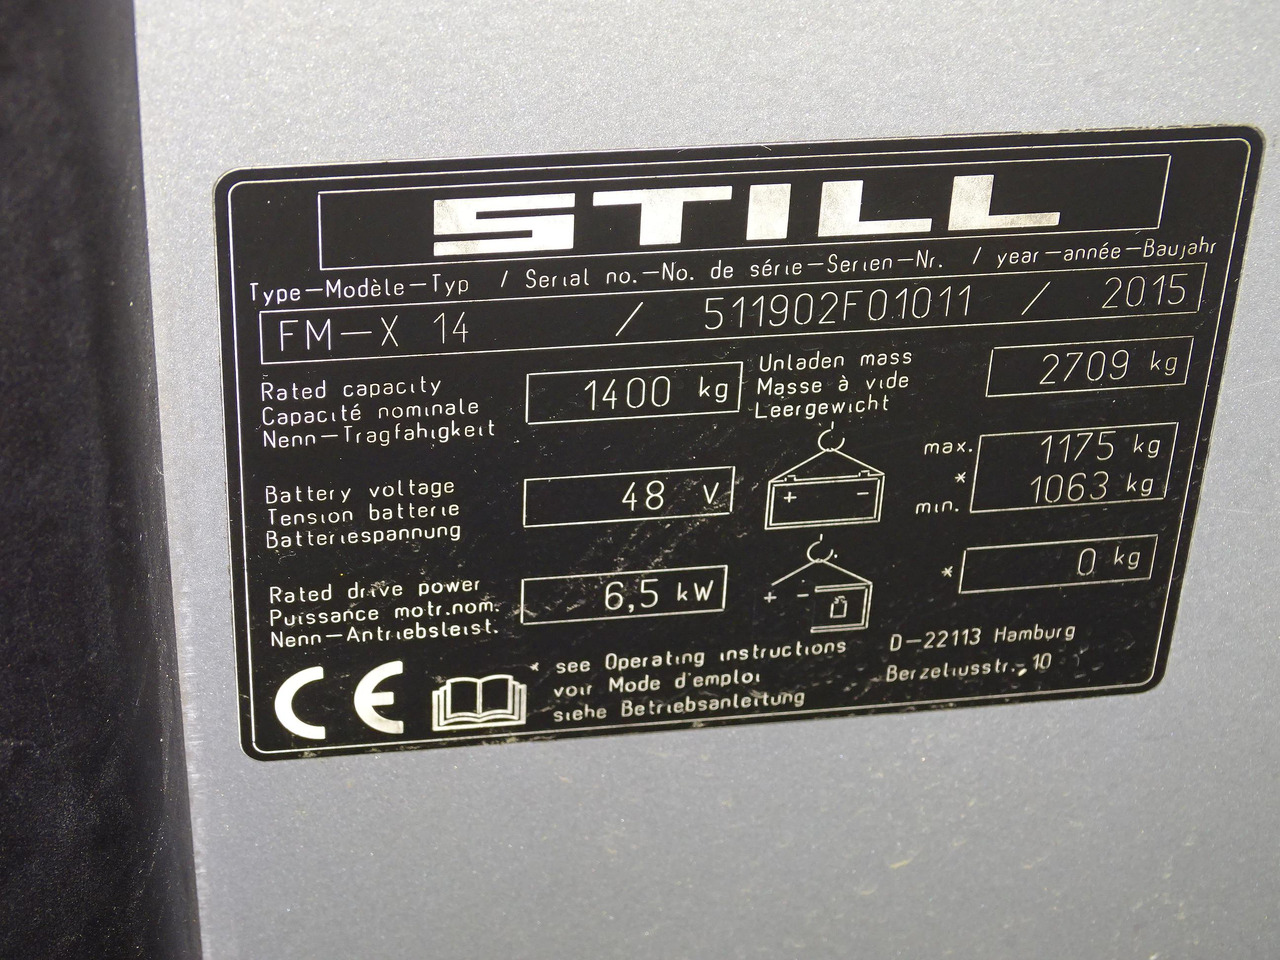 STILL
Type–Modèle–Typ / Serial no.–No. de série–Serien–Nr. / year–année–Baujahr
FM–X 14 / 511902F01011 / 2015
Rated capacity
Capacité nominale
Nenn–Tragfahigkeit
1400 kg
Unladen mass
Masse à vide
Leergewicht
2709 kg
Battery voltage
Tension batterie
Batteriespannung
48 V
+ −
max. 1175 kg
*
min. 1063 kg
Rated drive power
Puissance motr.nom.
Nenn–Antriebsleist.
6,5 kW
+ −
* 0 kg
CE
* see Operating instructions
voir Mode d'emploi
siehe Betriebsanleitung
D–22113 Hamburg
Berzeliusstr. 10